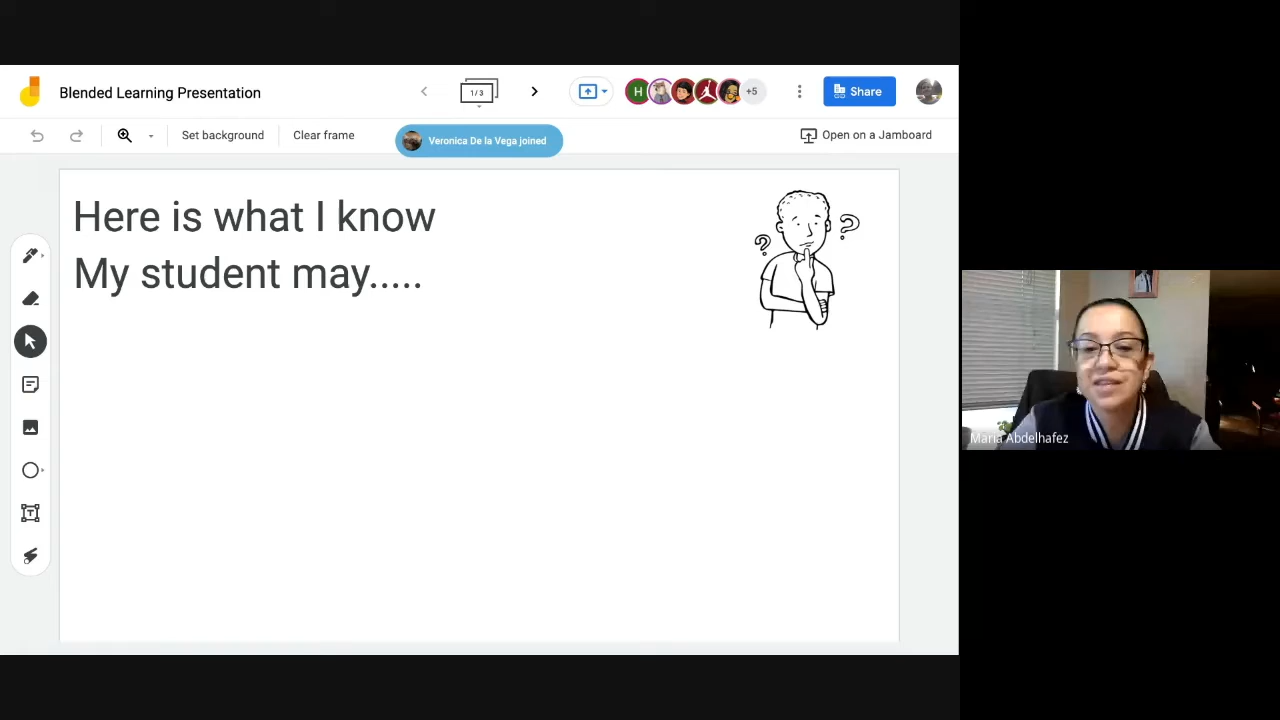 Blended Learning Presentation
1/3
H
+5
Share
Set background
Clear frame
Veronica De la Vega joined
Open on a Jamboard
Here is what I know
My student may.....
?
?
T
Maria Abdelhafez